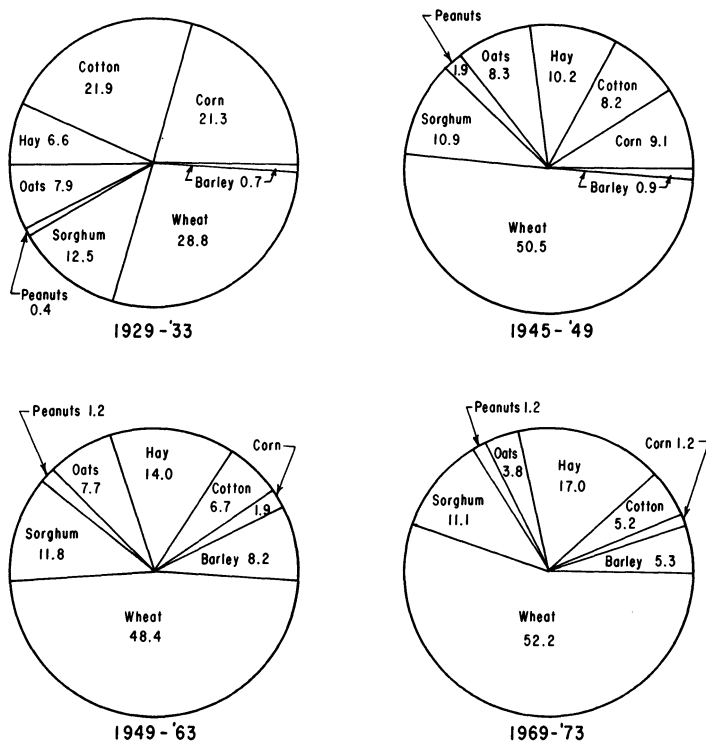 Cotton
21.9
Corn
21.3
Hay 6.6
Oats 7.9
Barley 0.7
Wheat
28.8
Sorghum
12.5
Peanuts
0.4
1929-'33
Peanuts
1.9
Oats
8.3
Hay
10.2
Cotton
8.2
Sorghum
10.9
Corn 9.1
Barley 0.9
Wheat
50.5
1945-'49
Peanuts 1.2
Oats
7.7
Hay
14.0
Corn
1.9
Cotton
6.7
Sorghum
11.8
Barley 8.2
Wheat
48.4
1949-'63
Peanuts 1.2
Oats
3.8
Hay
17.0
Corn 1.2
Cotton
5.2
Sorghum
11.1
Barley 5.3
Wheat
52.2
1969-'73